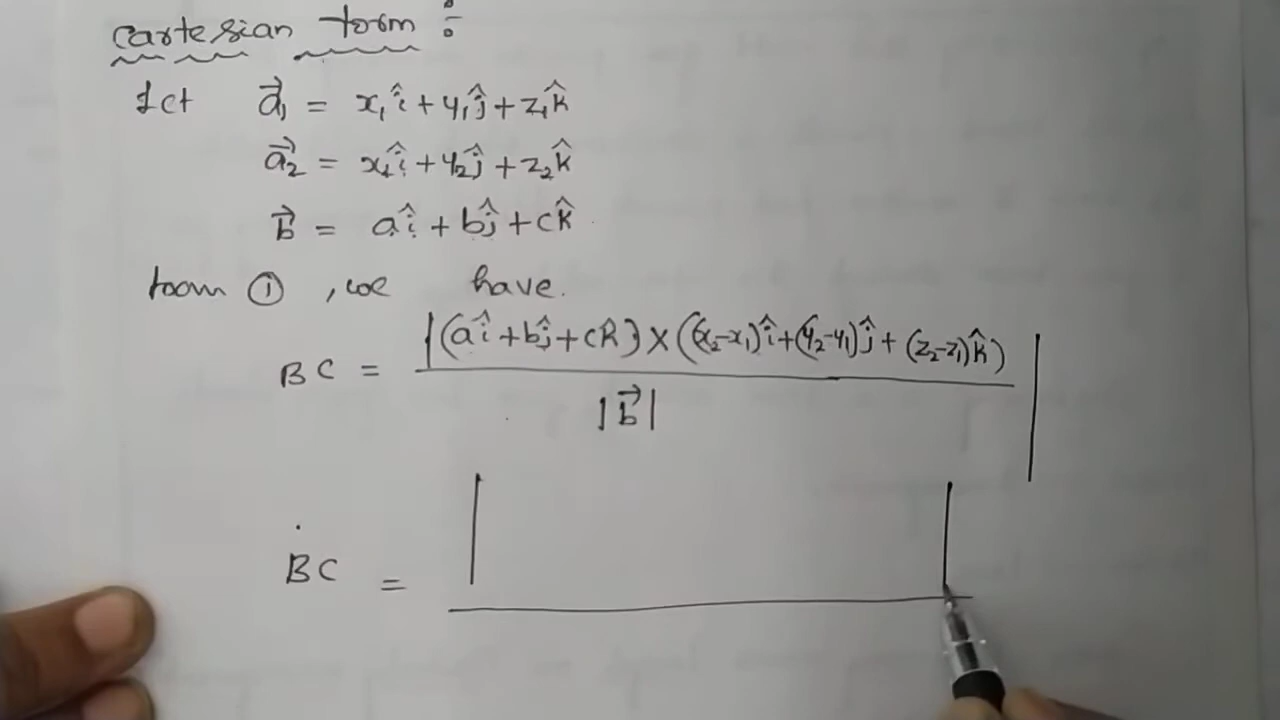 Cartesian form :-
Let a⃗₁ = x₁î + y₁ĵ + z₁k̂
a⃗₂ = x₂î + y₂ĵ + z₂k̂
b⃗ = aî + bĵ + ck̂
from ①, we have.
BC = |(aî + bĵ + ck̂) × ((x₂-x₁)î + (y₂-y₁)ĵ + (z₂-z₁)k̂)| / |b⃗|
BC =